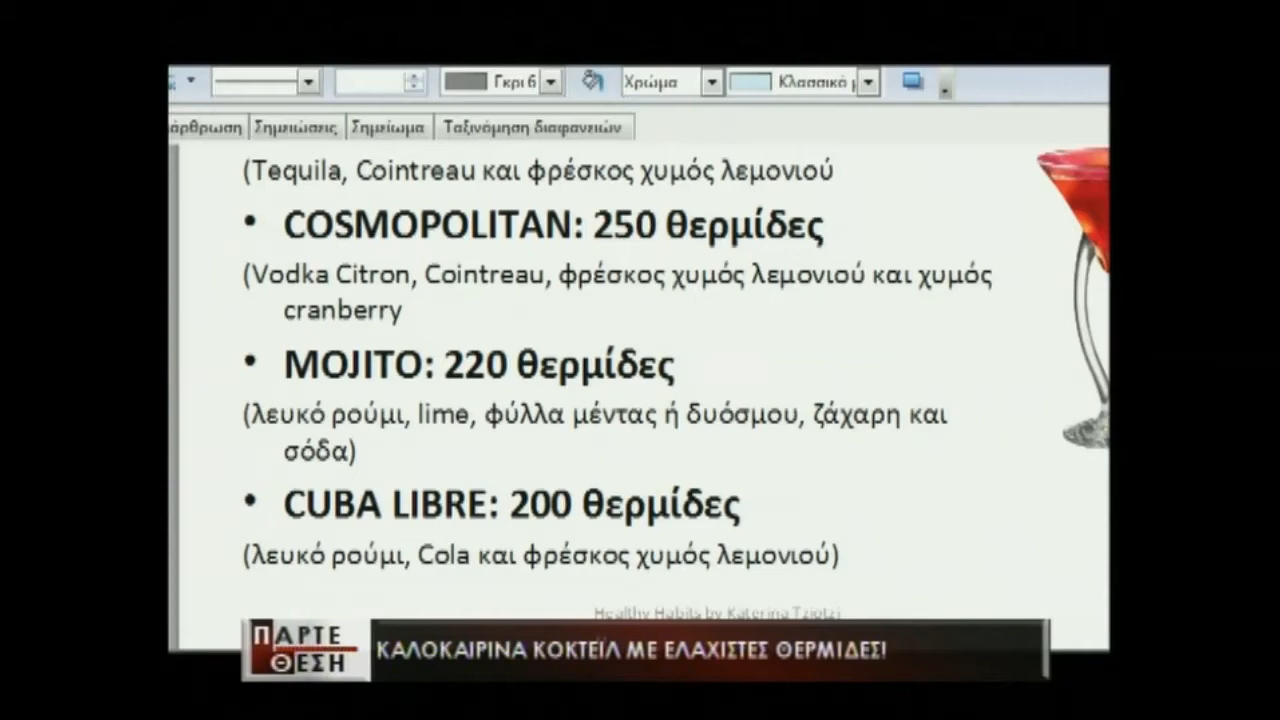 Γκρι 6
Χρώμα
Κλασσικό
άρθρωση
Σημειώσεις
Σημείωμα
Ταξινόμηση διαφανειών
(Tequila, Cointreau και φρέσκος χυμός λεμονιού
• COSMOPOLITAN: 250 θερμίδες
(Vodka Citron, Cointreau, φρέσκος χυμός λεμονιού και χυμός
cranberry
• MOJITO: 220 θερμίδες
(λευκό ρούμι, lime, φύλλα μέντας ή δυόσμου, ζάχαρη και
σόδα)
• CUBA LIBRE: 200 θερμίδες
(λευκό ρούμι, Cola και φρέσκος χυμός λεμονιού)
Healthy Habits by Katerina Tziotzi
ΠΑΡΤΕ
ΘΕΣΗ
ΚΑΛΟΚΑΙΡΙΝΑ ΚΟΚΤΕΪΛ ΜΕ ΕΛΑΧΙΣΤΕΣ ΘΕΡΜΙΔΕΣ!